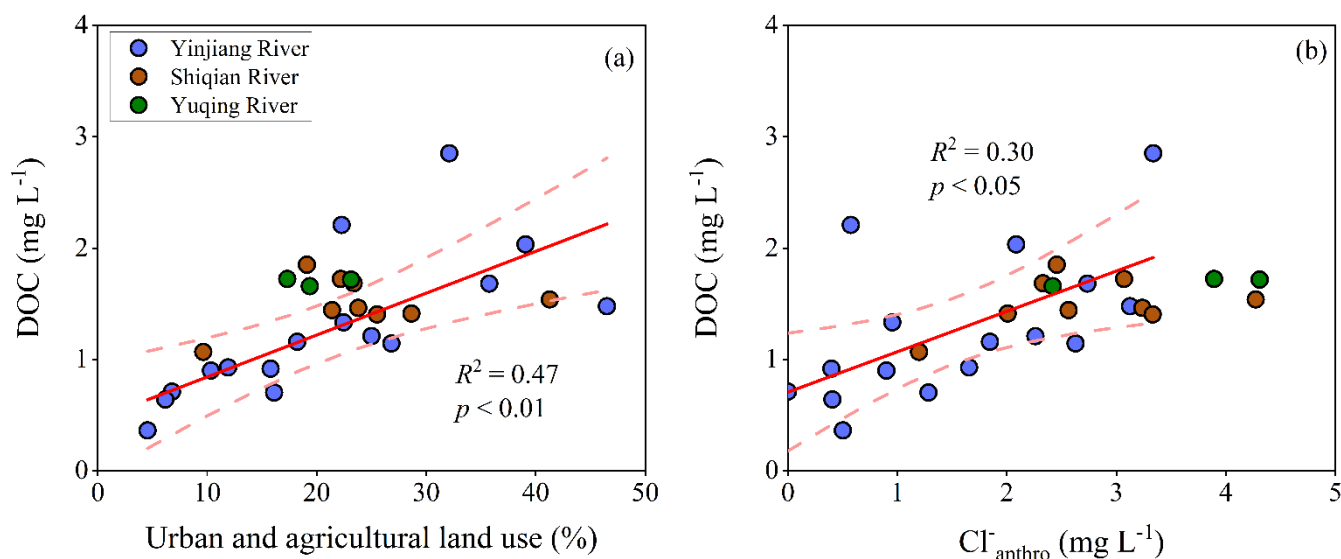 Yinjiang River
Shiqian River
Yuqing River
(a)
R² = 0.47
p < 0.01
0
1
2
3
4
0
10
20
30
40
50
DOC (mg L⁻¹)
Urban and agricultural land use (%)
(b)
R² = 0.30
p < 0.05
0
1
2
3
4
0
1
2
3
4
5
DOC (mg L⁻¹)
Cl⁻anthro (mg L⁻¹)